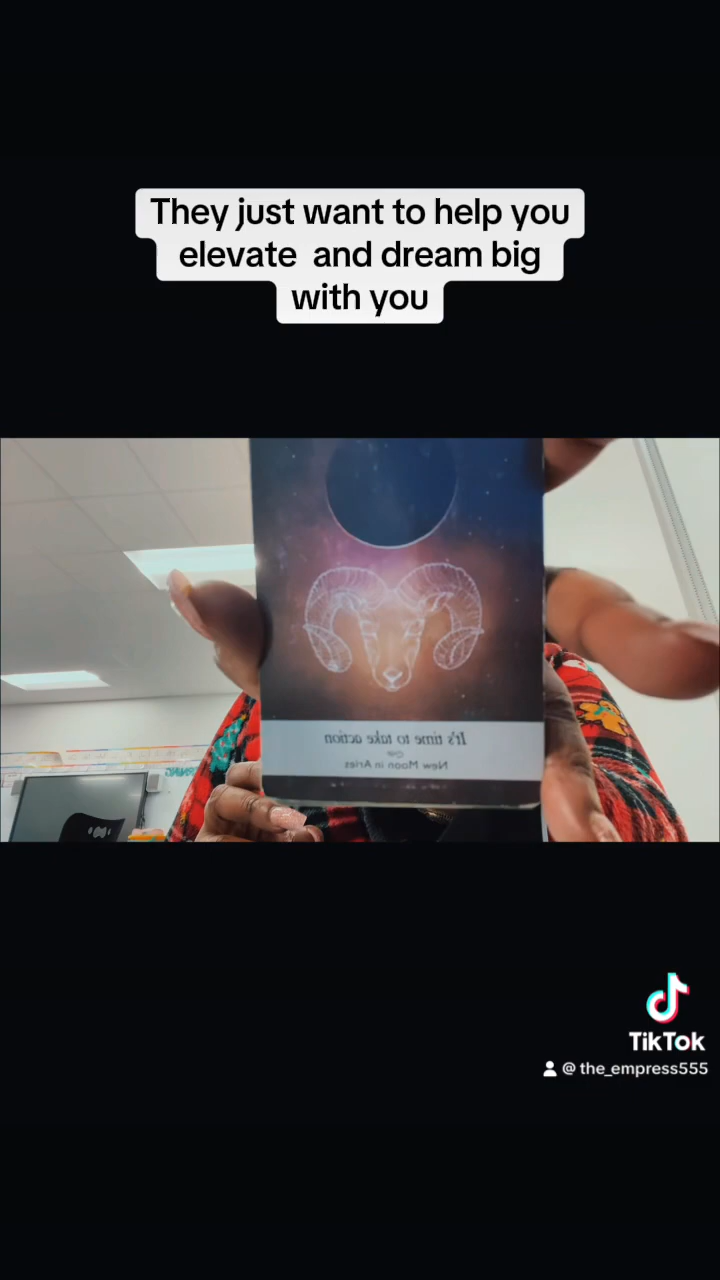 They just want to help you
elevate and dream big
with you
It's time to take action
New Moon in Aries
TikTok
@ the_empress555